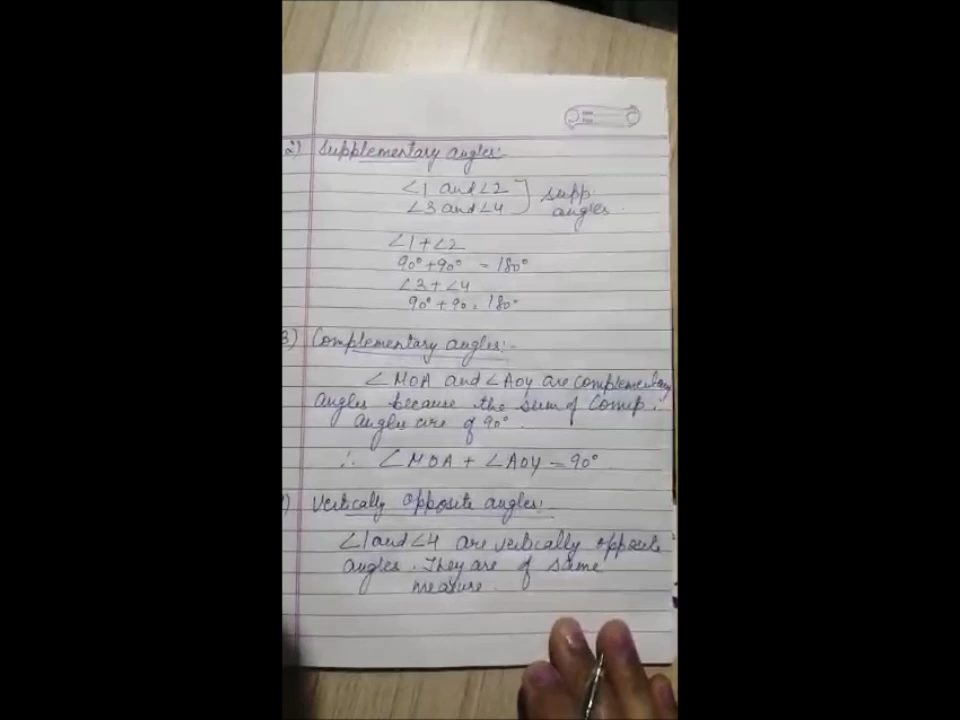 2) Supplementary angles:
∠1 and ∠2
∠3 and ∠4
supp.
angles.
∠1 + ∠2
90° + 90° = 180°
∠3 + ∠4
90° + 90 = 180°
3) Complementary angles:-
∠MOA and ∠AOY are complementary
angles because the sum of Comp.
angles are of 90°.
∴ ∠MOA + ∠AOY = 90°
) Vertically opposite angles:
∠1 and ∠4 are vertically opposite
angles. They are of same
measure.